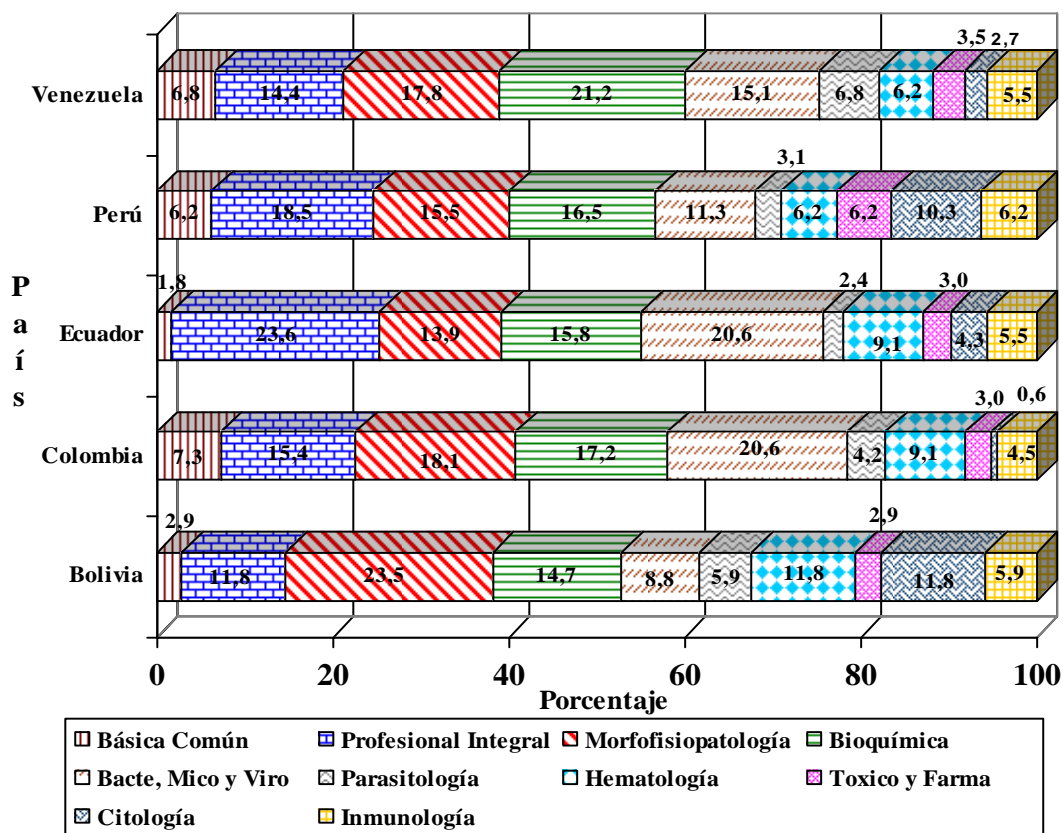 3,5 2,7
Venezuela 6,8 14,4 17,8 21,2 15,1 6,8 6,2 5,5
3,1
Perú 6,2 18,5 15,5 16,5 11,3 6,2 6,2 10,3 6,2
1,8 2,4 3,0
Ecuador 23,6 13,9 15,8 20,6 9,1 4,3 5,5
3,0 0,6
Colombia 7,3 15,4 18,1 17,2 20,6 4,2 9,1 4,5
2,9 2,9
Bolivia 11,8 23,5 14,7 8,8 5,9 11,8 11,8 5,9
País
0 20 40 60 80 100
Porcentaje
Básica Común Profesional Integral Morfofisiopatología Bioquímica
Bacte, Mico y Viro Parasitología Hematología Toxico y Farma
Citología Inmunología